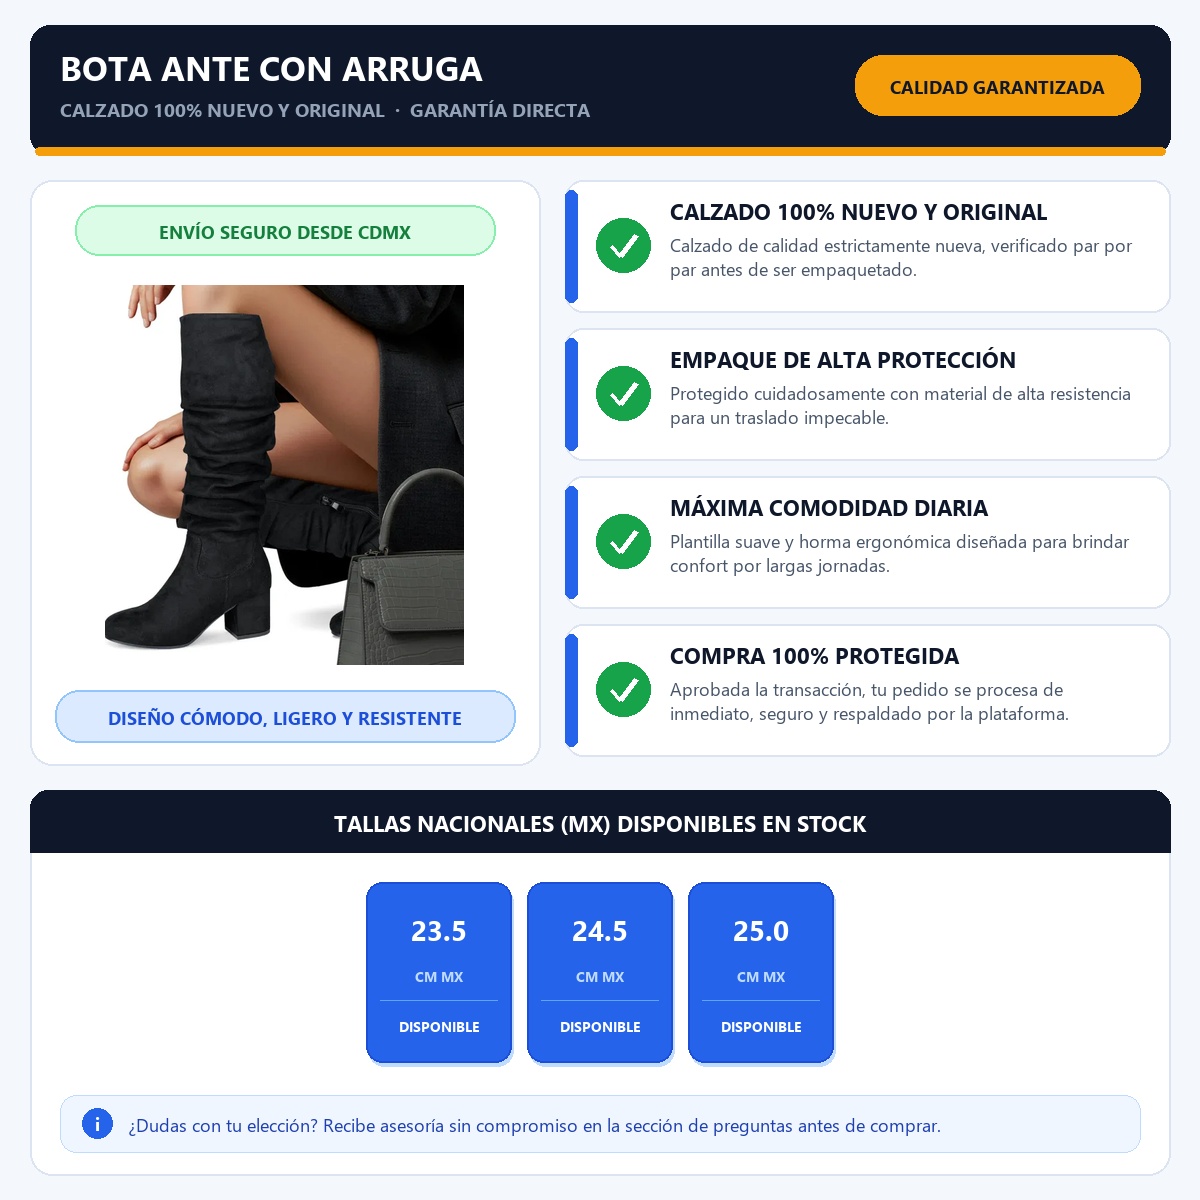 BOTA ANTE CON ARRUGA
CALZADO 100% NUEVO Y ORIGINAL · GARANTÍA DIRECTA
CALIDAD GARANTIZADA
ENVÍO SEGURO DESDE CDMX
DISEÑO CÓMODO, LIGERO Y RESISTENTE
CALZADO 100% NUEVO Y ORIGINAL
Calzado de calidad estrictamente nueva, verificado par por
par antes de ser empaquetado.
EMPAQUE DE ALTA PROTECCIÓN
Protegido cuidadosamente con material de alta resistencia
para un traslado impecable.
MÁXIMA COMODIDAD DIARIA
Plantilla suave y horma ergonómica diseñada para brindar
confort por largas jornadas.
COMPRA 100% PROTEGIDA
Aprobada la transacción, tu pedido se procesa de
inmediato, seguro y respaldado por la plataforma.
TALLAS NACIONALES (MX) DISPONIBLES EN STOCK
23.5
CM MX
DISPONIBLE
24.5
CM MX
DISPONIBLE
25.0
CM MX
DISPONIBLE
¿Dudas con tu elección? Recibe asesoría sin compromiso en la sección de preguntas antes de comprar.